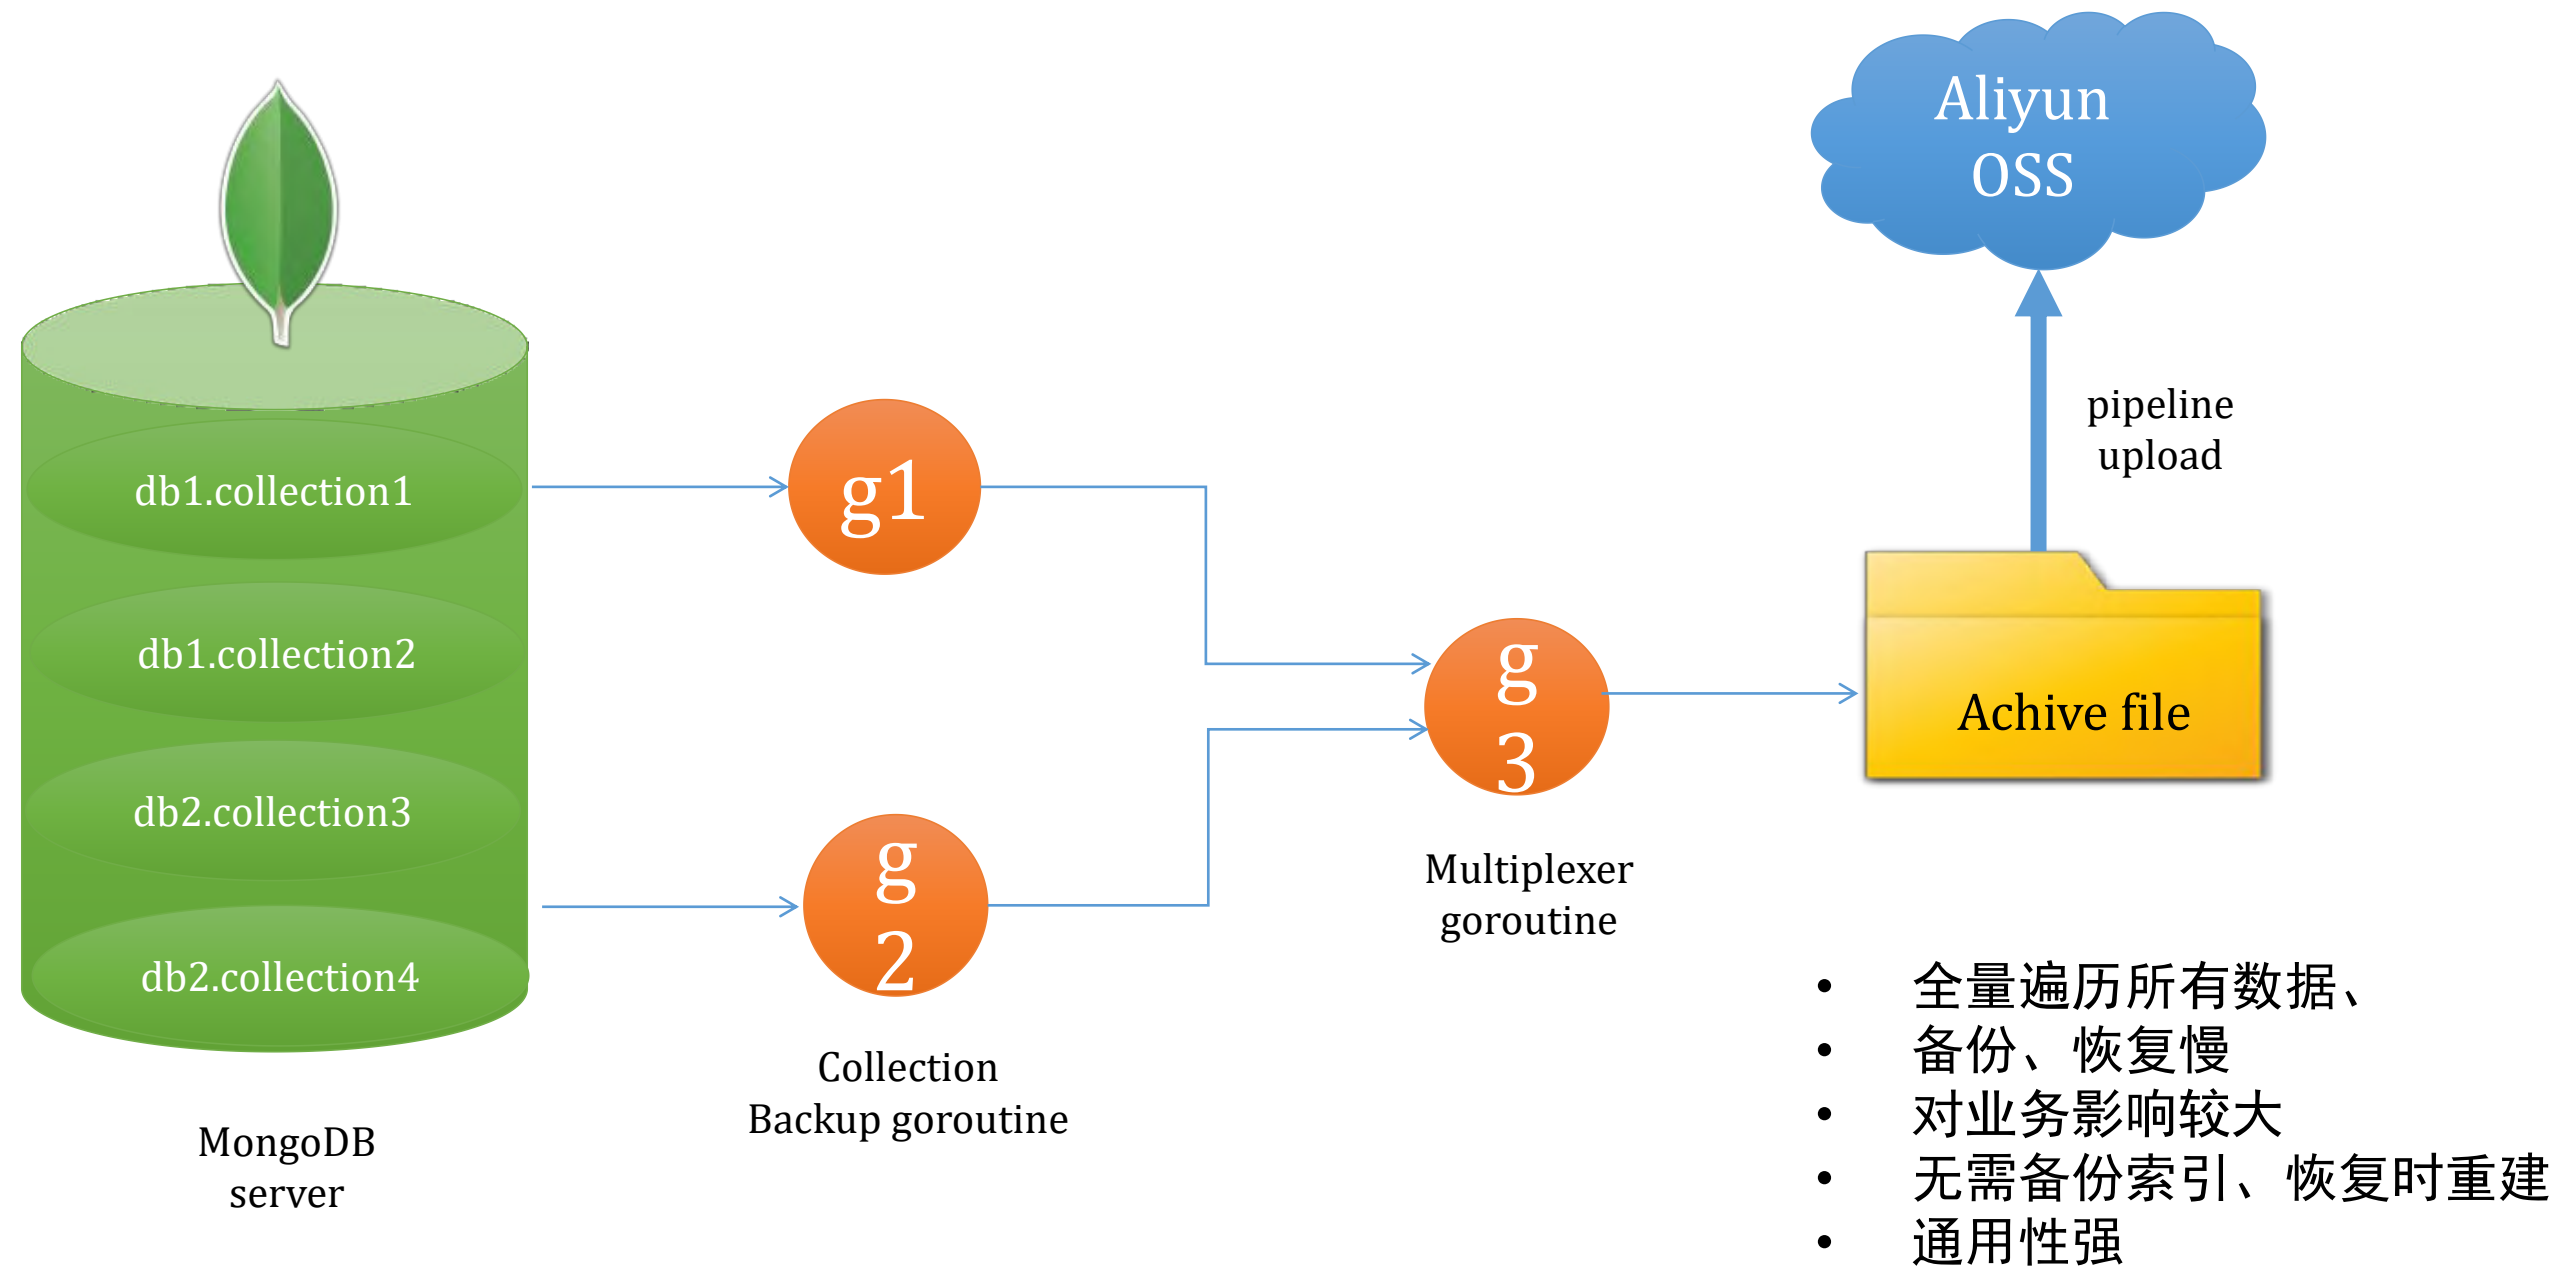 Aliyun
OSS
pipeline
upload
db1.collection1
db1.collection2
db2.collection3
db2.collection4
MongoDB
server
g1
g
2
Collection
Backup goroutine
g
3
Multiplexer
goroutine
Achive file
• 全量遍历所有数据、
• 备份、恢复慢
• 对业务影响较大
• 无需备份索引、恢复时重建
• 通用性强